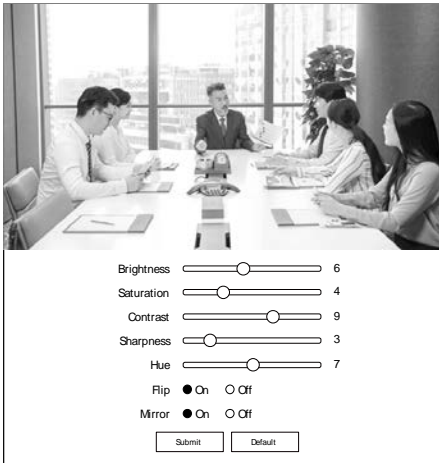 Brightness 6
Saturation 4
Contrast 9
Sharpness 3
Hue 7
Flip On Off
Mirror On Off
Submit Default